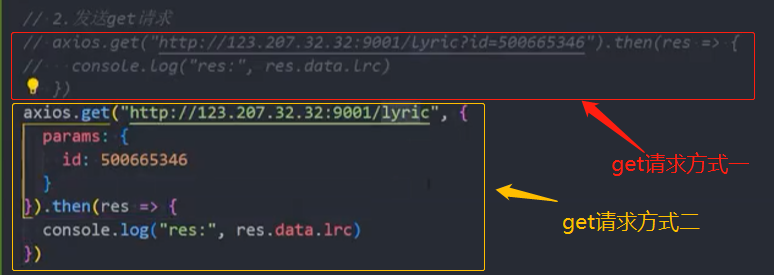 // 2.发送get请求
// axios.get("http://123.207.32.32:9001/lyric?id=500665346").then(res => {
//   console.log("res:", res.data.lrc)
})
axios.get("http://123.207.32.32:9001/lyric", {
  params: {
    id: 500665346
  }
}).then(res => {
  console.log("res:", res.data.lrc)
})
get请求方式一
get请求方式二